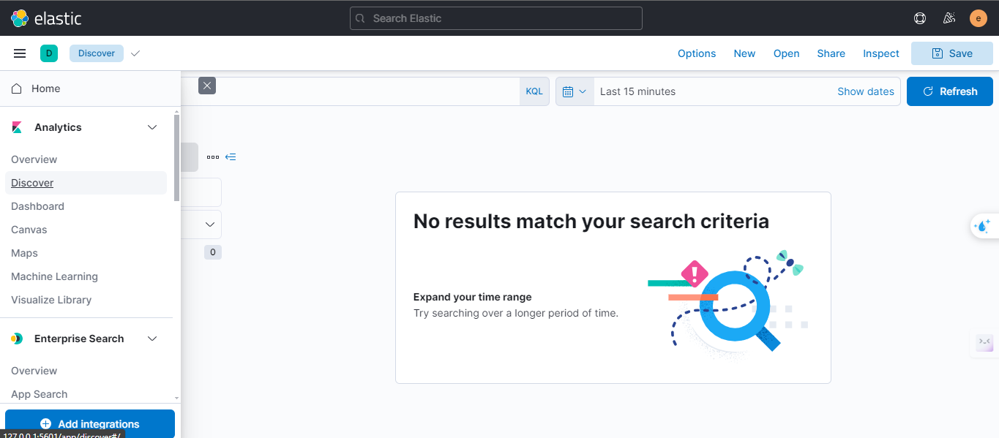 elastic
Search Elastic
e
D
Discover
Options
New
Open
Share
Inspect
Save
Home
KQL
Last 15 minutes
Show dates
Refresh
Analytics
Overview
Discover
Dashboard
Canvas
Maps
Machine Learning
Visualize Library
0
No results match your search criteria
Expand your time range
Try searching over a longer period of time.
Enterprise Search
Overview
App Search
Add integrations
127.0.0.1:5601/app/discover#/